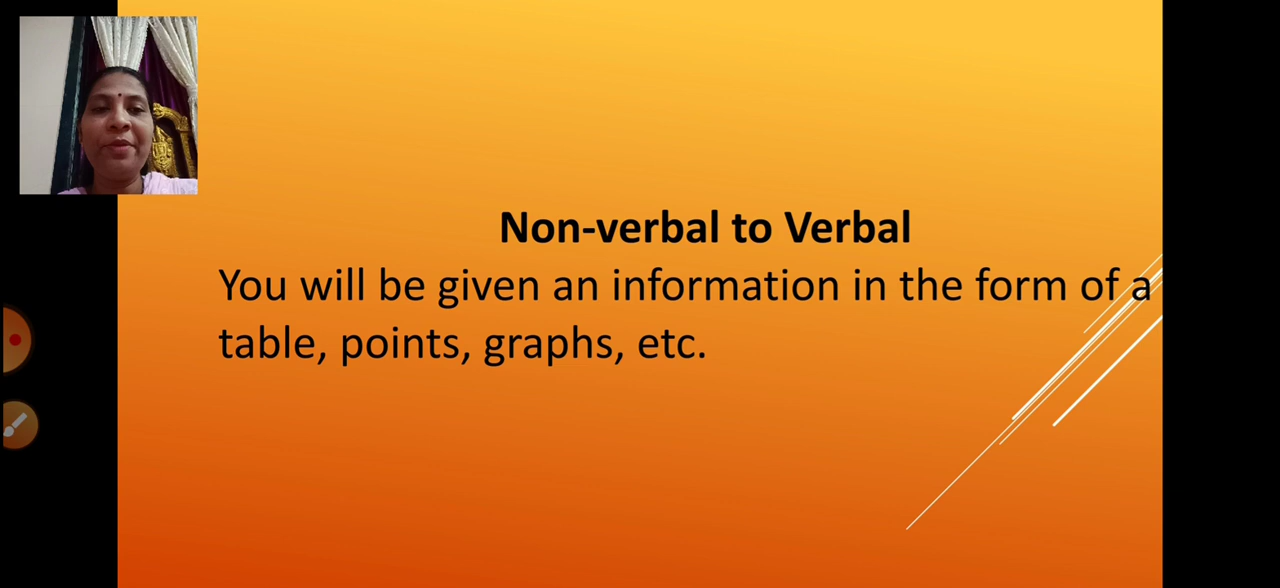 Non-verbal to Verbal
You will be given an information in the form of a
table, points, graphs, etc.